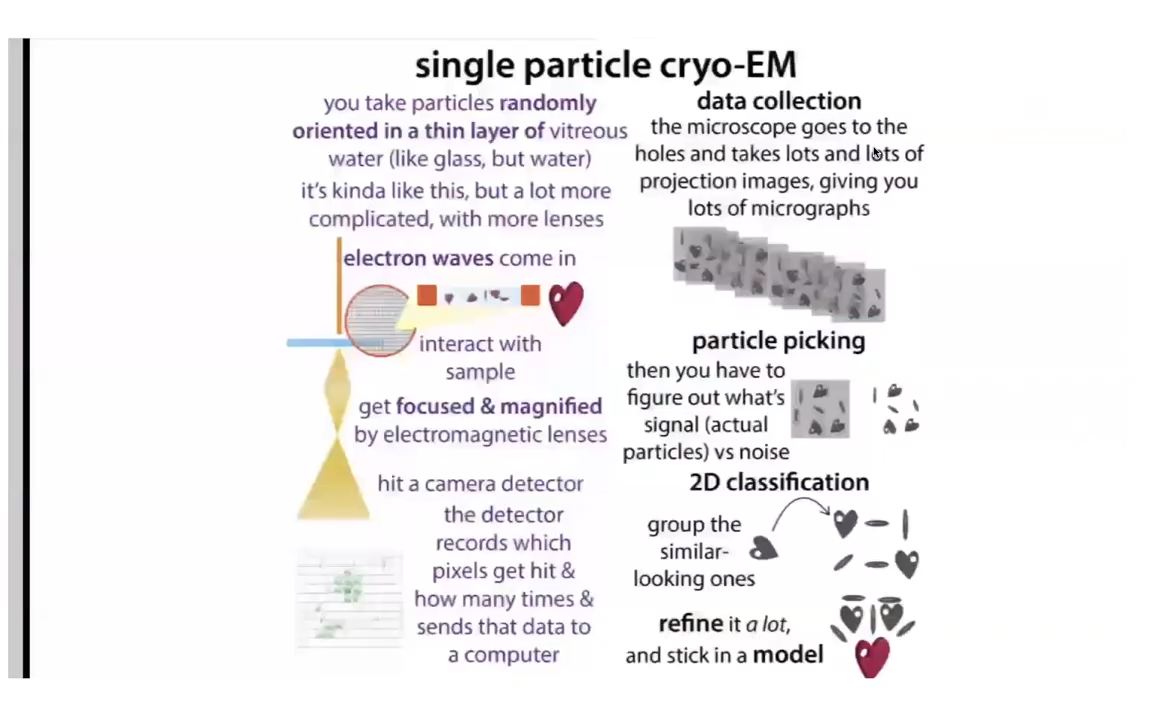 single particle cryo-EM
you take particles randomly
oriented in a thin layer of vitreous
water (like glass, but water)
it's kinda like this, but a lot more
complicated, with more lenses
electron waves come in
interact with
sample
get focused & magnified
by electromagnetic lenses
hit a camera detector
the detector
records which
pixels get hit &
how many times &
sends that data to
a computer
data collection
the microscope goes to the
holes and takes lots and lots of
projection images, giving you
lots of micrographs
particle picking
then you have to
figure out what's
signal (actual
particles) vs noise
2D classification
group the
similar-
looking ones
refine it a lot,
and stick in a model